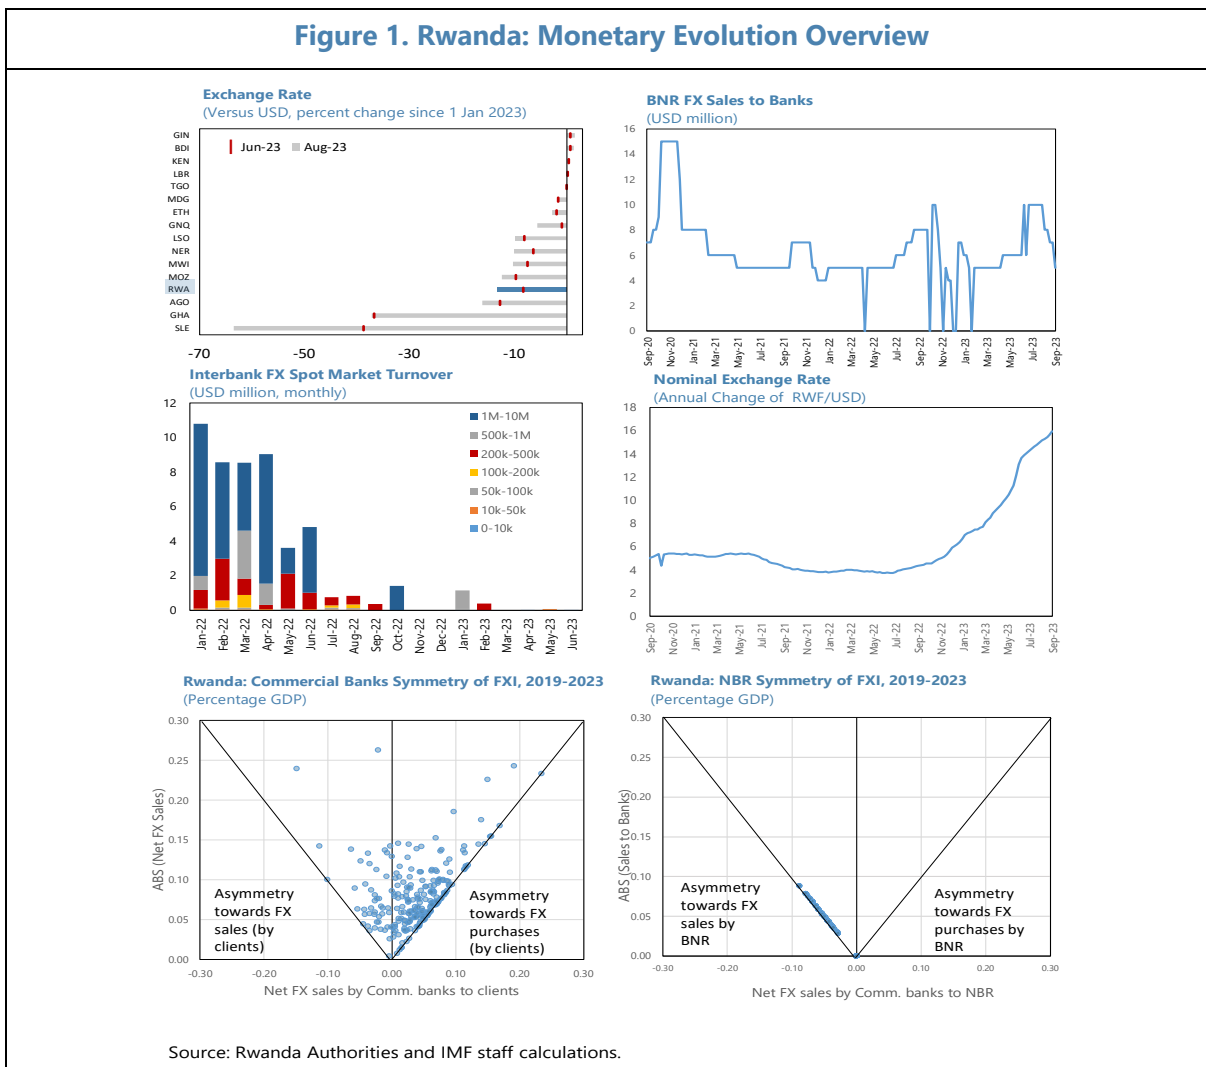 Figure 1. Rwanda: Monetary Evolution Overview
Exchange Rate
(Versus USD, percent change since 1 Jan 2023)
Jun-23 Aug-23
GIN
BDI
KEN
LBR
TGO
MDG
ETH
GNQ
LSO
NER
MWI
MOZ
RWA
AGO
GHA
SLE
-70 -50 -30 -10
BNR FX Sales to Banks
(USD million)
16
14
12
10
8
6
4
2
0
Sep-20 Nov-20 Jan-21 Mar-21 May-21 Jul-21 Sep-21 Nov-21 Jan-22 Mar-22 May-22 Jul-22 Sep-22 Nov-22 Jan-23 Mar-23 May-23 Jul-23 Sep-23
Interbank FX Spot Market Turnover
(USD million, monthly)
12
10
8
6
4
2
0
1M-10M
500k-1M
200k-500k
100k-200k
50k-100k
10k-50k
0-10k
Jan-22 Feb-22 Mar-22 Apr-22 May-22 Jun-22 Jul-22 Aug-22 Sep-22 Oct-22 Nov-22 Dec-22 Jan-23 Feb-23 Mar-23 Apr-23 May-23 Jun-23
Nominal Exchange Rate
(Annual Change of RWF/USD)
18
16
14
12
10
8
6
4
2
0
Sep-20 Nov-20 Jan-21 Mar-21 May-21 Jul-21 Sep-21 Nov-21 Jan-22 Mar-22 May-22 Jul-22 Sep-22 Nov-22 Jan-23 Mar-23 May-23 Jul-23 Sep-23
Rwanda: Commercial Banks Symmetry of FXI, 2019-2023
(Percentage GDP)
ABS (Net FX Sales)
0.30
0.25
0.20
0.15
0.10
0.05
0.00
Asymmetry
towards FX
sales (by
clients)
Asymmetry
towards FX
purchases
(by clients)
-0.30 -0.20 -0.10 0.00 0.10 0.20 0.30
Net FX sales by Comm. banks to clients
Rwanda: NBR Symmetry of FXI, 2019-2023
(Percentage GDP)
ABS (Sales to Banks)
0.30
0.25
0.20
0.15
0.10
0.05
0.00
Asymmetry
towards FX
sales by
BNR
Asymmetry
towards FX
purchases by
BNR
-0.30 -0.20 -0.10 0.00 0.10 0.20 0.30
Net FX sales by Comm. banks to NBR
Source: Rwanda Authorities and IMF staff calculations.